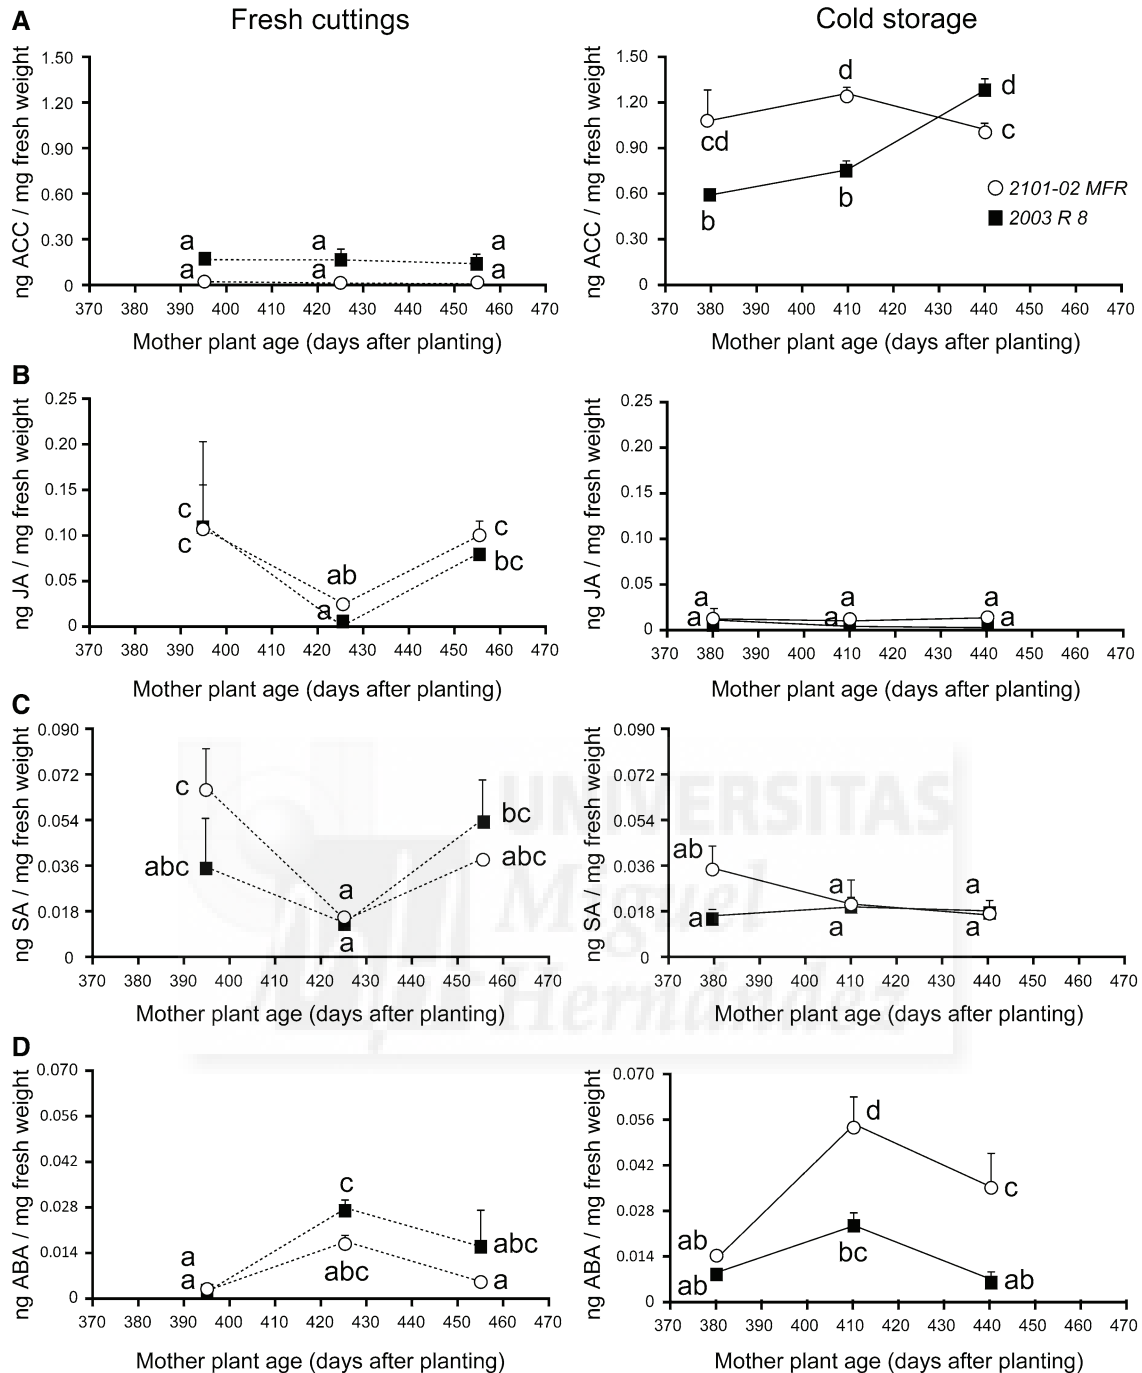 A
Fresh cuttings
Cold storage
ng ACC / mg fresh weight
1.50
1.20
0.90
0.60
0.30
0
a
a
a
a
a
a
370 380 390 400 410 420 430 440 450 460 470
Mother plant age (days after planting)
ng ACC / mg fresh weight
1.50
1.20
0.90
0.60
0.30
0
cd
d
c
b
b
d
2101-02 MFR
2003 R 8
370 380 390 400 410 420 430 440 450 460 470
Mother plant age (days after planting)
B
ng JA / mg fresh weight
0.25
0.20
0.15
0.10
0.05
0
c
c
ab
a
c
bc
370 380 390 400 410 420 430 440 450 460 470
Mother plant age (days after planting)
ng JA / mg fresh weight
0.25
0.20
0.15
0.10
0.05
0
a
a
a
a
a
a
370 380 400 410 420 430 440 450 460 470
Mother plant age (days after planting)
C
ng SA / mg fresh weight
0.090
0.072
0.054
0.036
0.018
0
c
abc
a
a
bc
abc
370 380 390 400 410 420 430 440 450 460 470
Mother plant age (days after planting)
ng SA / mg fresh weight
0.090
0.072
0.054
0.036
0.018
0
ab
a
a
a
a
a
370 380 390 400 410 420 430 440 450 460 470
Mother plant age (days after planting)
UNIVERSITAS
Miguel
Hernández
D
ng ABA / mg fresh weight
0.070
0.056
0.042
0.028
0.014
0
a
a
c
abc
abc
a
370 380 390 400 410 420 430 440 450 460 470
Mother plant age (days after planting)
ng ABA / mg fresh weight
0.070
0.056
0.042
0.028
0.014
0
ab
ab
d
bc
c
ab
370 380 400 410 420 430 440 450 460 470
Mother plant age (days after planting)